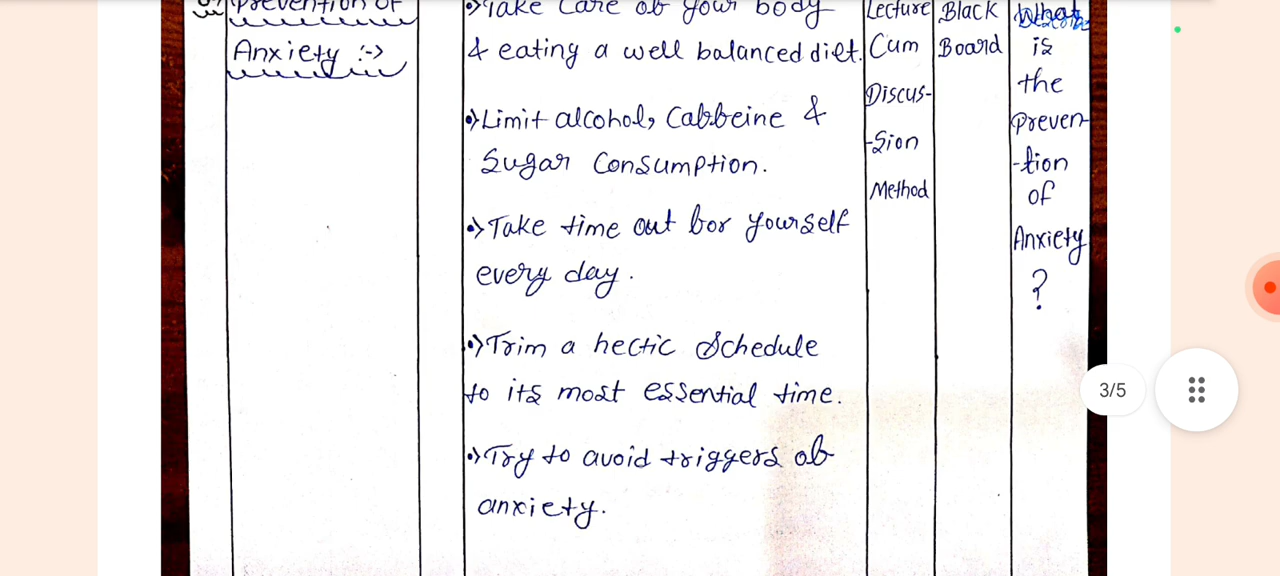 Prevention of
Anxiety :->
•> Take care of your body
& eating a well balanced diet.
•> Limit alcohol, Caffeine &
Sugar Consumption.
•> Take time out for yourself
every day.
•> Trim a hectic Schedule
to its most essential time.
•> Try to avoid triggers of
anxiety.
Lecture
Cum
Discus-
-Sion
Method
Black
Board
What
is
the
Preven-
-tion
of
Anxiety
?
3/5